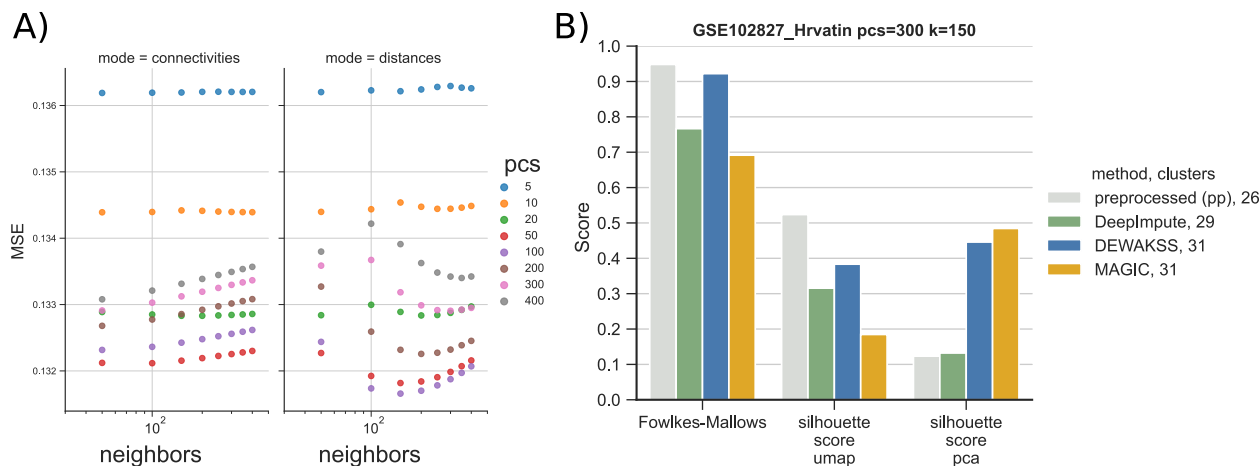 A)
mode = connectivities
mode = distances
0.136
0.135
0.134
0.133
0.132
MSE
10²
10²
neighbors
neighbors
pcs
5
10
20
50
100
200
300
400
B)
GSE102827_Hrvatin pcs=300 k=150
1.0
0.9
0.8
0.7
0.6
0.5
0.4
0.3
0.2
0.1
0.0
Score
Fowlkes-Mallows
silhouette
score
umap
silhouette
score
pca
method, clusters
preprocessed (pp), 26
DeepImpute, 29
DEWAKSS, 31
MAGIC, 31